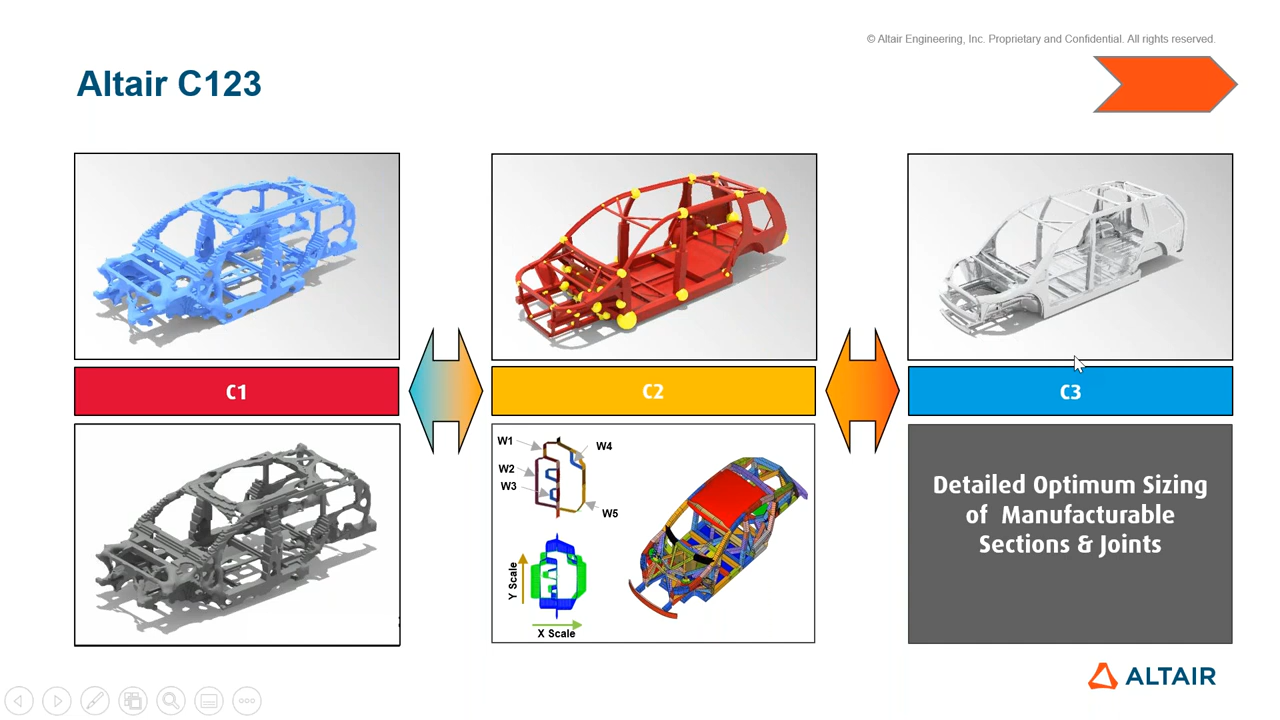 © Altair Engineering, Inc. Proprietary and Confidential. All rights reserved.
Altair C123
C1
C2
C3
W1
W4
W2
W3
W5
Y Scale
X Scale
Detailed Optimum Sizing
of Manufacturable
Sections & Joints
ALTAIR